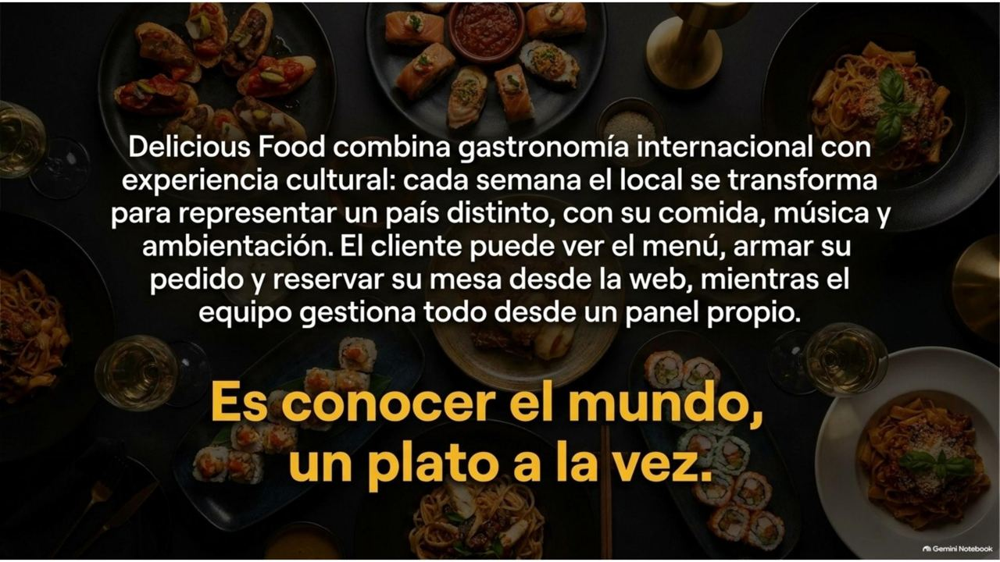 Delicious Food combina gastronomía internacional con
experiencia cultural: cada semana el local se transforma
para representar un país distinto, con su comida, música y
ambientación. El cliente puede ver el menú, armar su
pedido y reservar su mesa desde la web, mientras el
equipo gestiona todo desde un panel propio.
Es conocer el mundo,
un plato a la vez.
Gemini Notebook